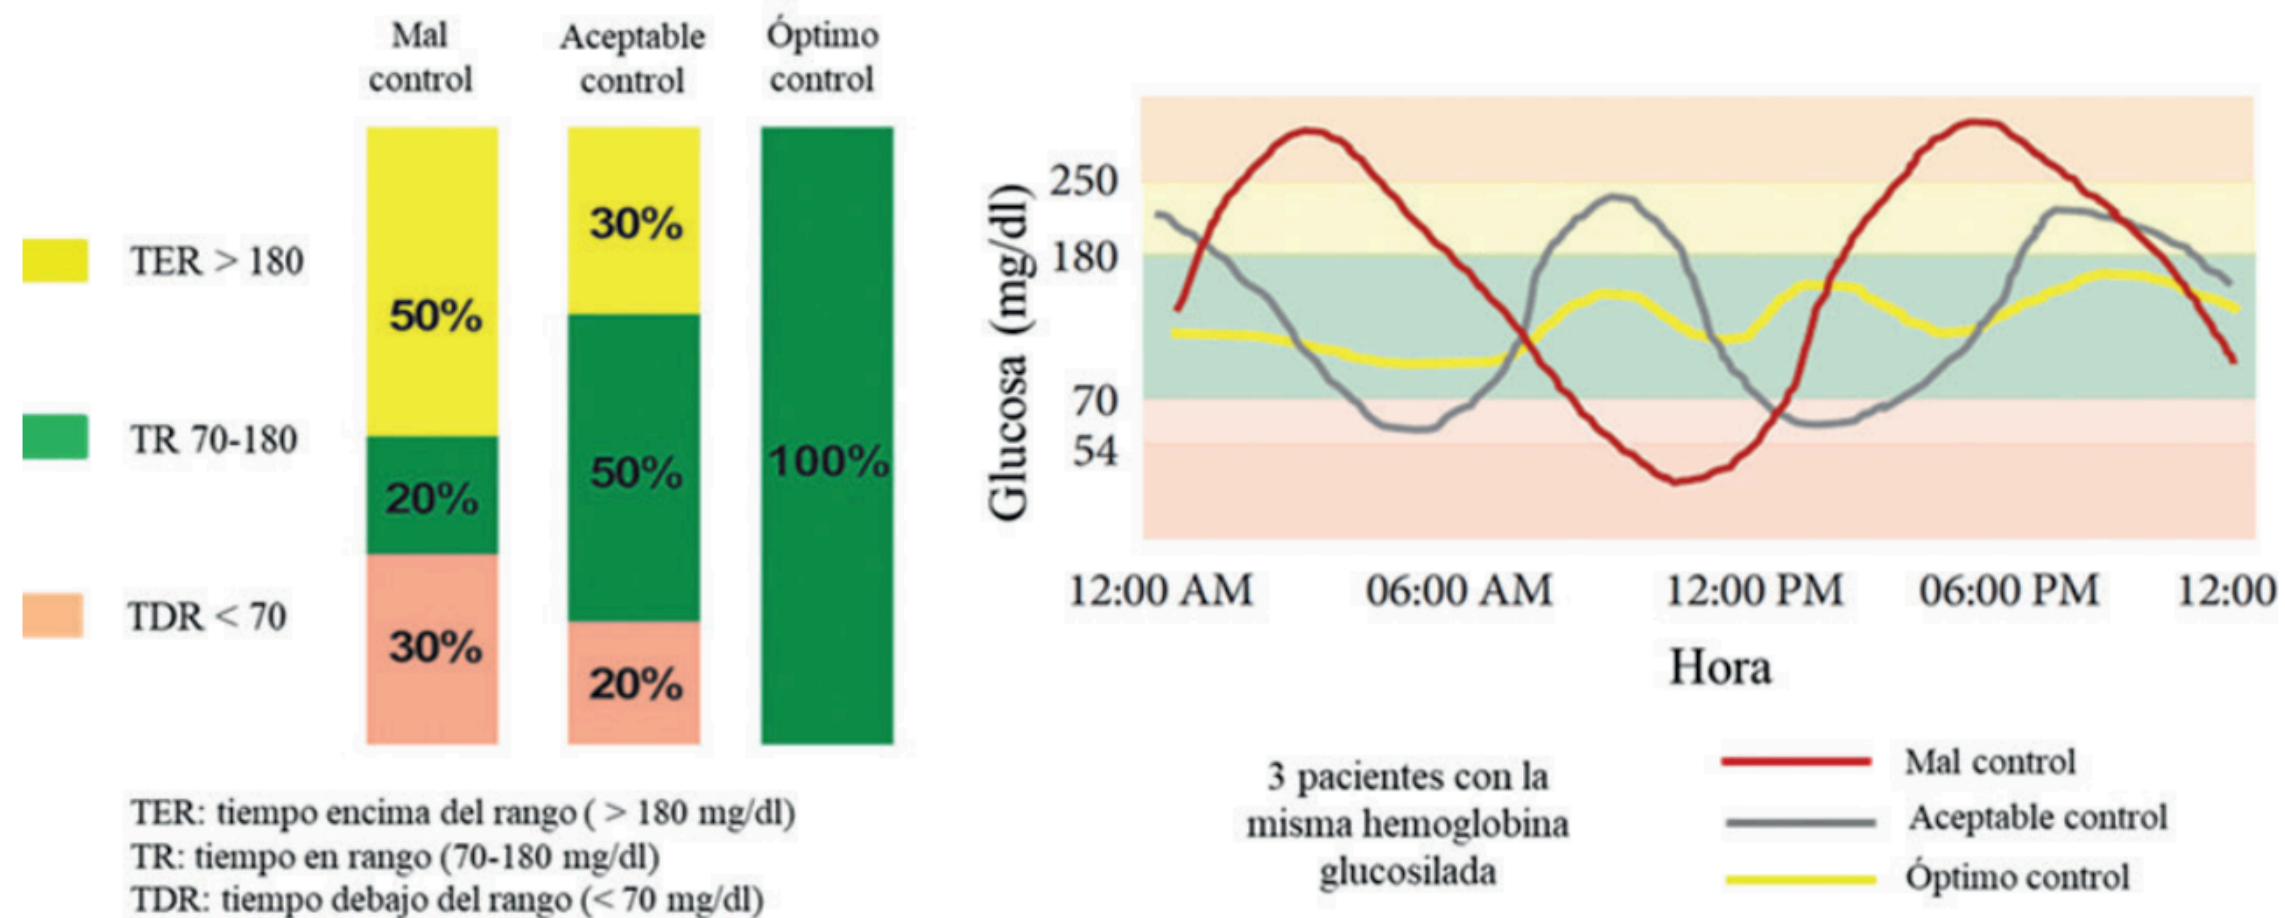 Mal
control
Aceptable
control
Óptimo
control
TER > 180
TR 70-180
TDR < 70
50%
20%
30%
30%
50%
20%
100%
TER: tiempo encima del rango ( > 180 mg/dl)
TR: tiempo en rango (70-180 mg/dl)
TDR: tiempo debajo del rango (< 70 mg/dl)
Glucosa (mg/dl)
250
180
70
54
12:00 AM
06:00 AM
12:00 PM
06:00 PM
12:00
Hora
3 pacientes con la
misma hemoglobina
glucosilada
Mal control
Aceptable control
Óptimo control